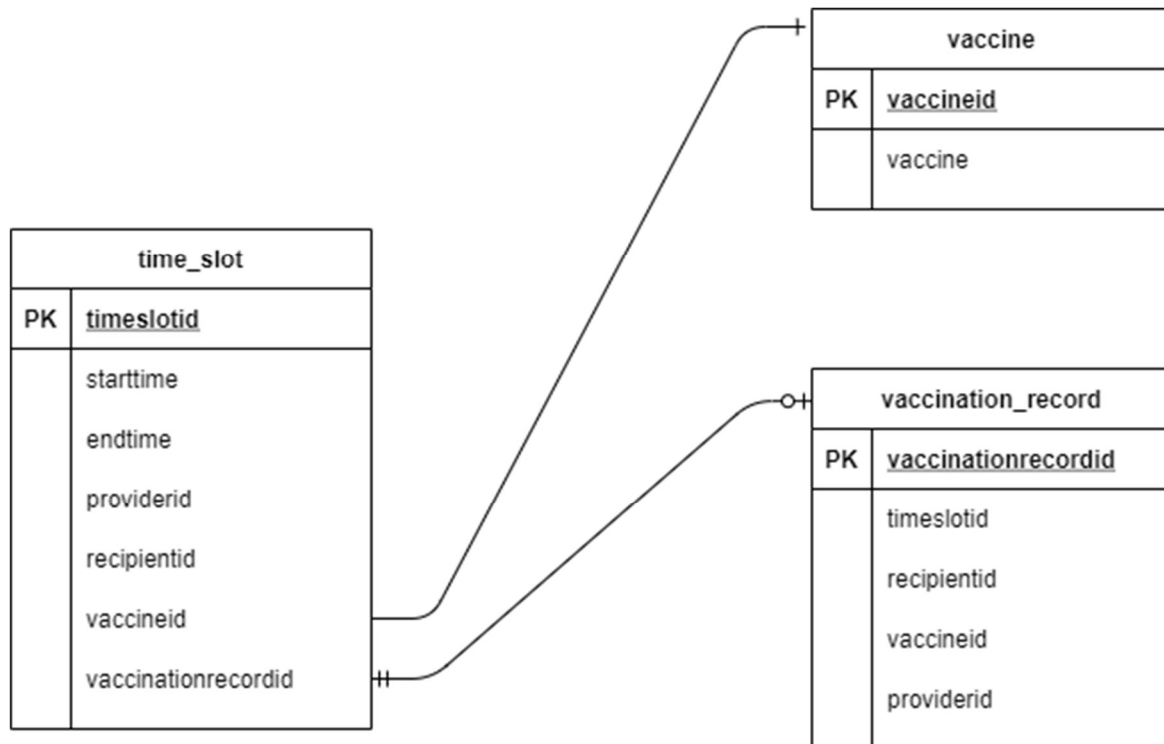 vaccine
PK vaccineid
vaccine
time_slot
PK timeslotid
starttime
endtime
providerid
recipientid
vaccineid
vaccinationrecordid
vaccination_record
PK vaccinationrecordid
timeslotid
recipientid
vaccineid
providerid